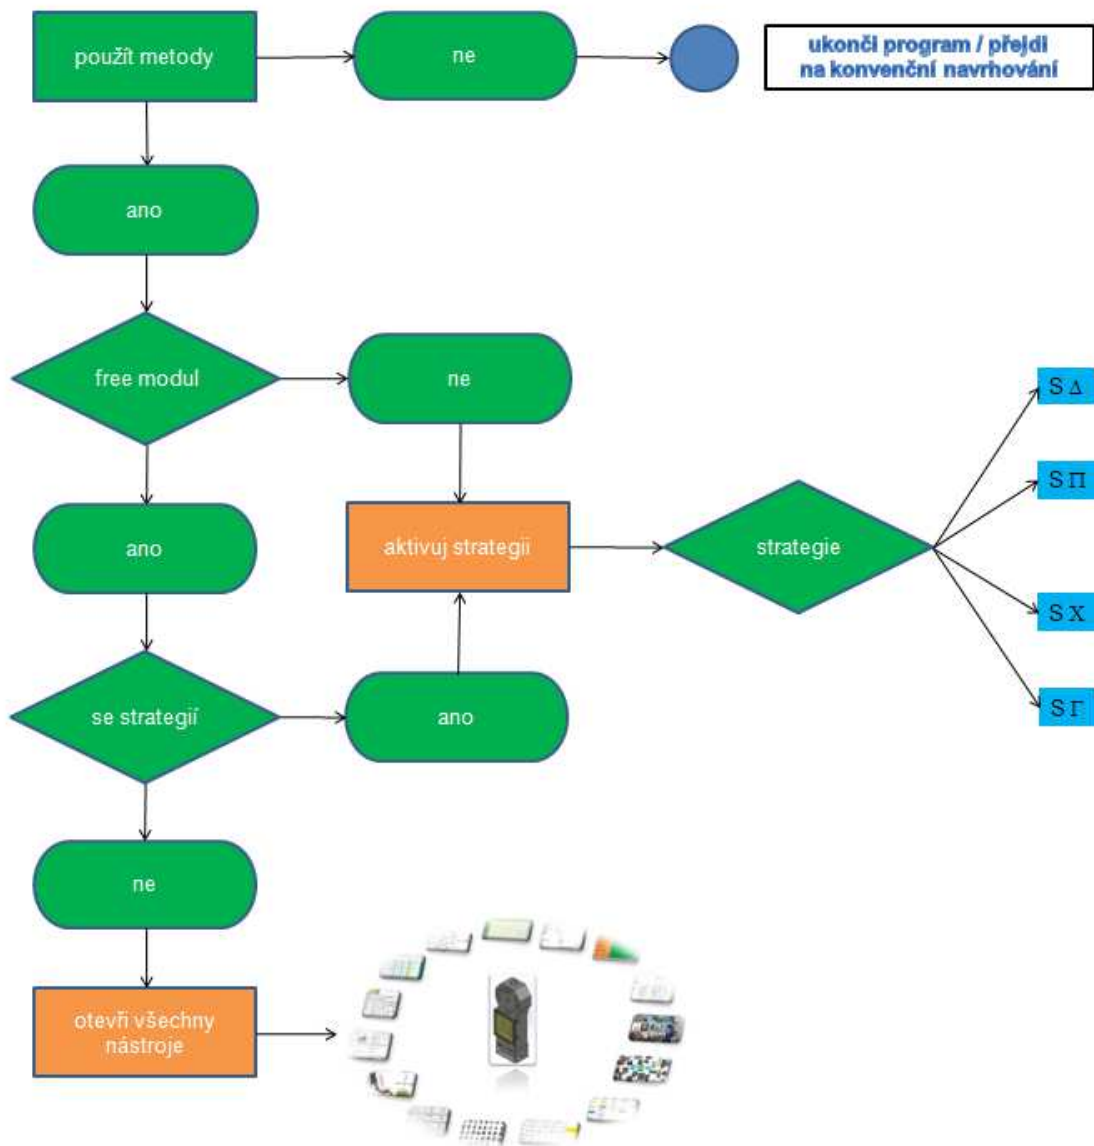 použít metody
ne
ukonči program / přejdi
na konvenční navrhování
ano
free modul
ne
S Δ
S Π
ano
aktivuj strategii
strategie
S X
se strategií
ano
S Γ
ne
otevři všechny
nástroje